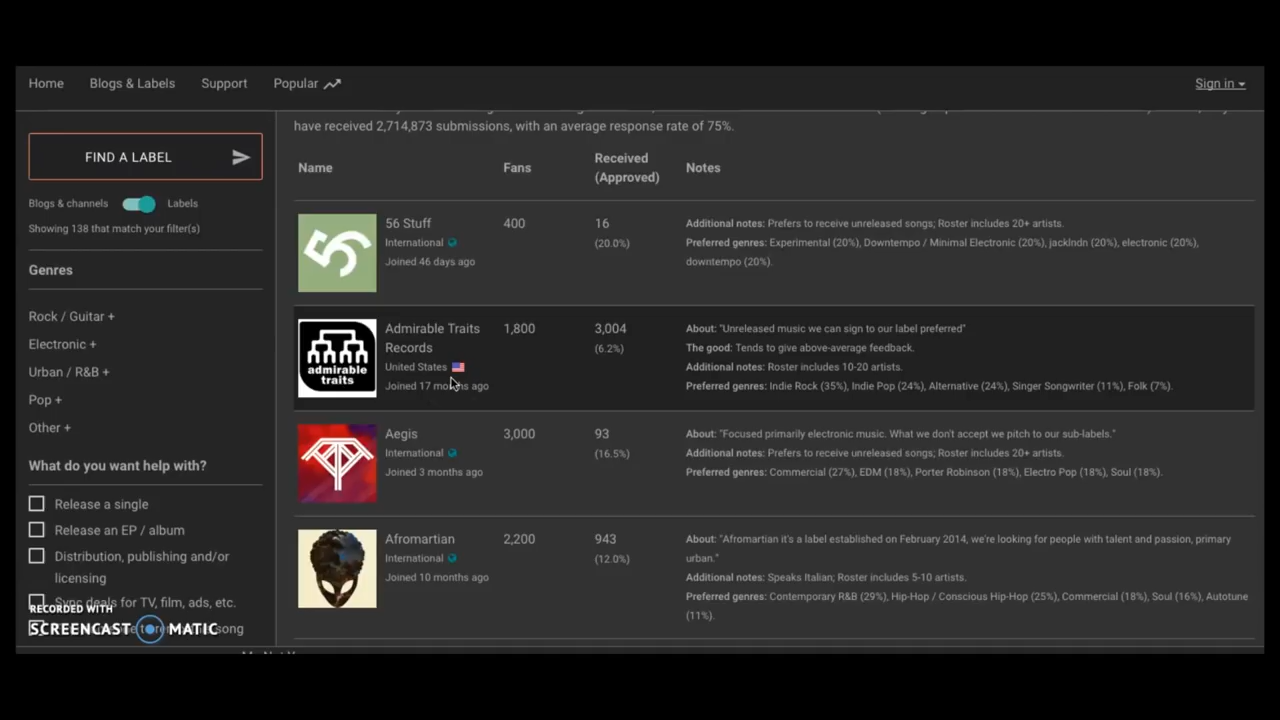 Home Blogs & Labels Support Popular Sign in
have received 2,714,873 submissions, with an average response rate of 75%.
FIND A LABEL
Blogs & channels Labels
Showing 138 that match your filter(s)
Genres
Rock / Guitar +
Electronic +
Urban / R&B +
Pop +
Other +
What do you want help with?
Release a single
Release an EP / album
Distribution, publishing and/or
licensing
Sync deals for TV, film, ads, etc.
song
RECORDED WITH
SCREENCAST MATIC
Name Fans Received (Approved) Notes
56
56 Stuff
International
Joined 46 days ago
400
16
(20.0%)
Additional notes: Prefers to receive unreleased songs; Roster includes 20+ artists.
Preferred genres: Experimental (20%), Downtempo / Minimal Electronic (20%), jackIndn (20%), electronic (20%),
downtempo (20%).
admirable
traits
Admirable Traits
Records
United States
Joined 17 months ago
1,800
3,004
(6.2%)
About: "Unreleased music we can sign to our label preferred"
The good: Tends to give above-average feedback.
Additional notes: Roster includes 10-20 artists.
Preferred genres: Indie Rock (35%), Indie Pop (24%), Alternative (24%), Singer Songwriter (11%), Folk (7%).
Aegis
International
Joined 3 months ago
3,000
93
(16.5%)
About: "Focused primarily electronic music. What we don't accept we pitch to our sub-labels."
Additional notes: Prefers to receive unreleased songs; Roster includes 20+ artists.
Preferred genres: Commercial (27%), EDM (18%), Porter Robinson (18%), Electro Pop (18%), Soul (18%).
Afromartian
International
Joined 10 months ago
2,200
943
(12.0%)
About: "Afromartian it's a label established on February 2014, we're looking for people with talent and passion, primary
urban."
Additional notes: Speaks Italian; Roster includes 5-10 artists.
Preferred genres: Contemporary R&B (29%), Hip-Hop / Conscious Hip-Hop (25%), Commercial (18%), Soul (16%), Autotune
(11%).